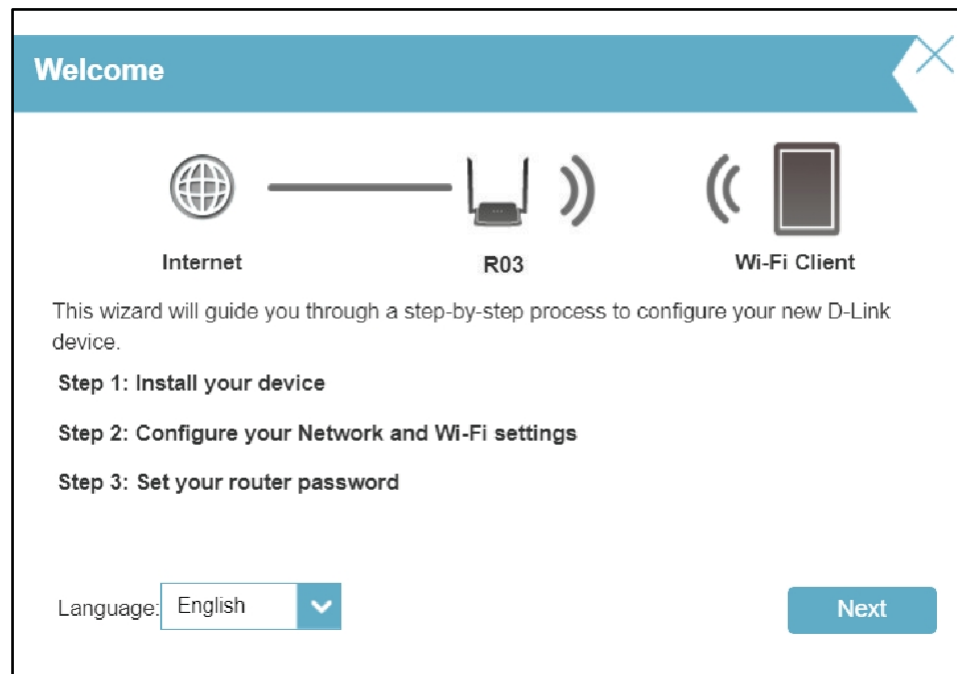 Welcome
Internet
R03
Wi-Fi Client
This wizard will guide you through a step-by-step process to configure your new D-Link
device.
Step 1: Install your device
Step 2: Configure your Network and Wi-Fi settings
Step 3: Set your router password
Language: English
Next